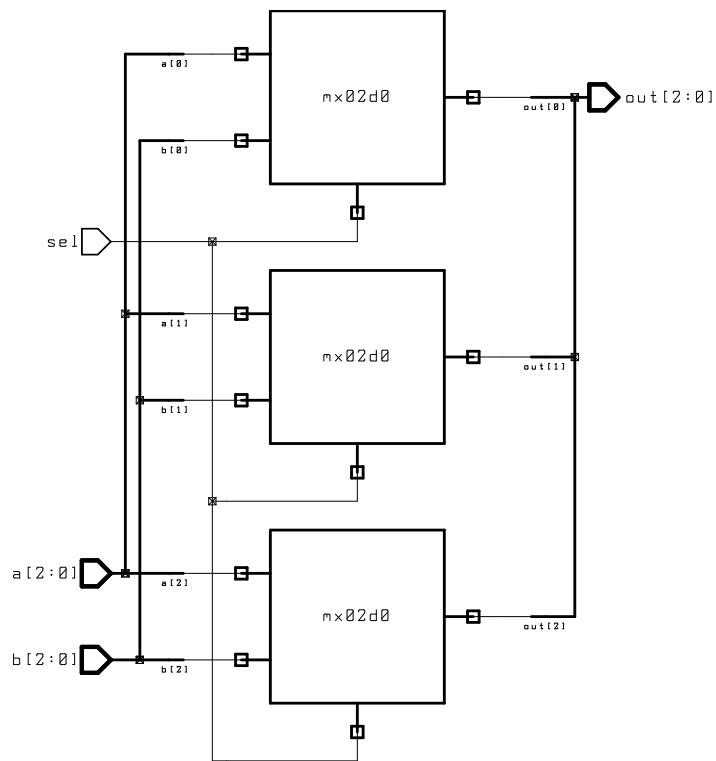 a[0]
mx02d0
out[0]
out[2:0]
b[0]
sel
a[1]
mx02d0
out[1]
b[1]
a[2:0]
a[2]
mx02d0
out[2]
b[2:0]
b[2]